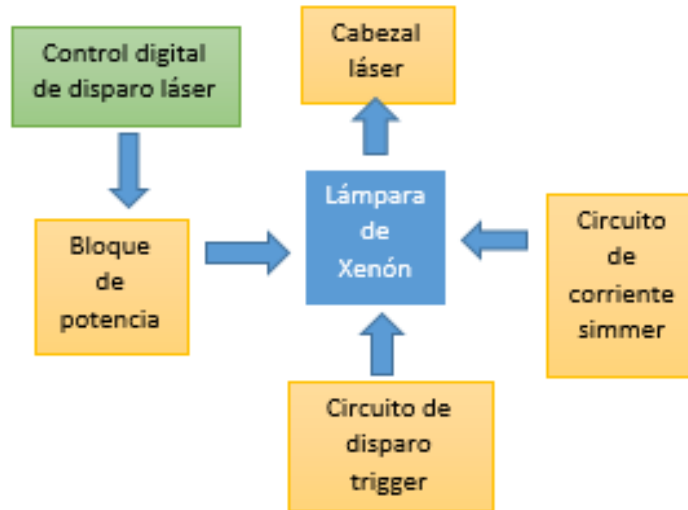 Control digital
de disparo láser
Cabezal
láser
Lámpara
de
Xenón
Bloque
de
potencia
Circuito
de
corriente
simmer
Circuito de
disparo
trigger